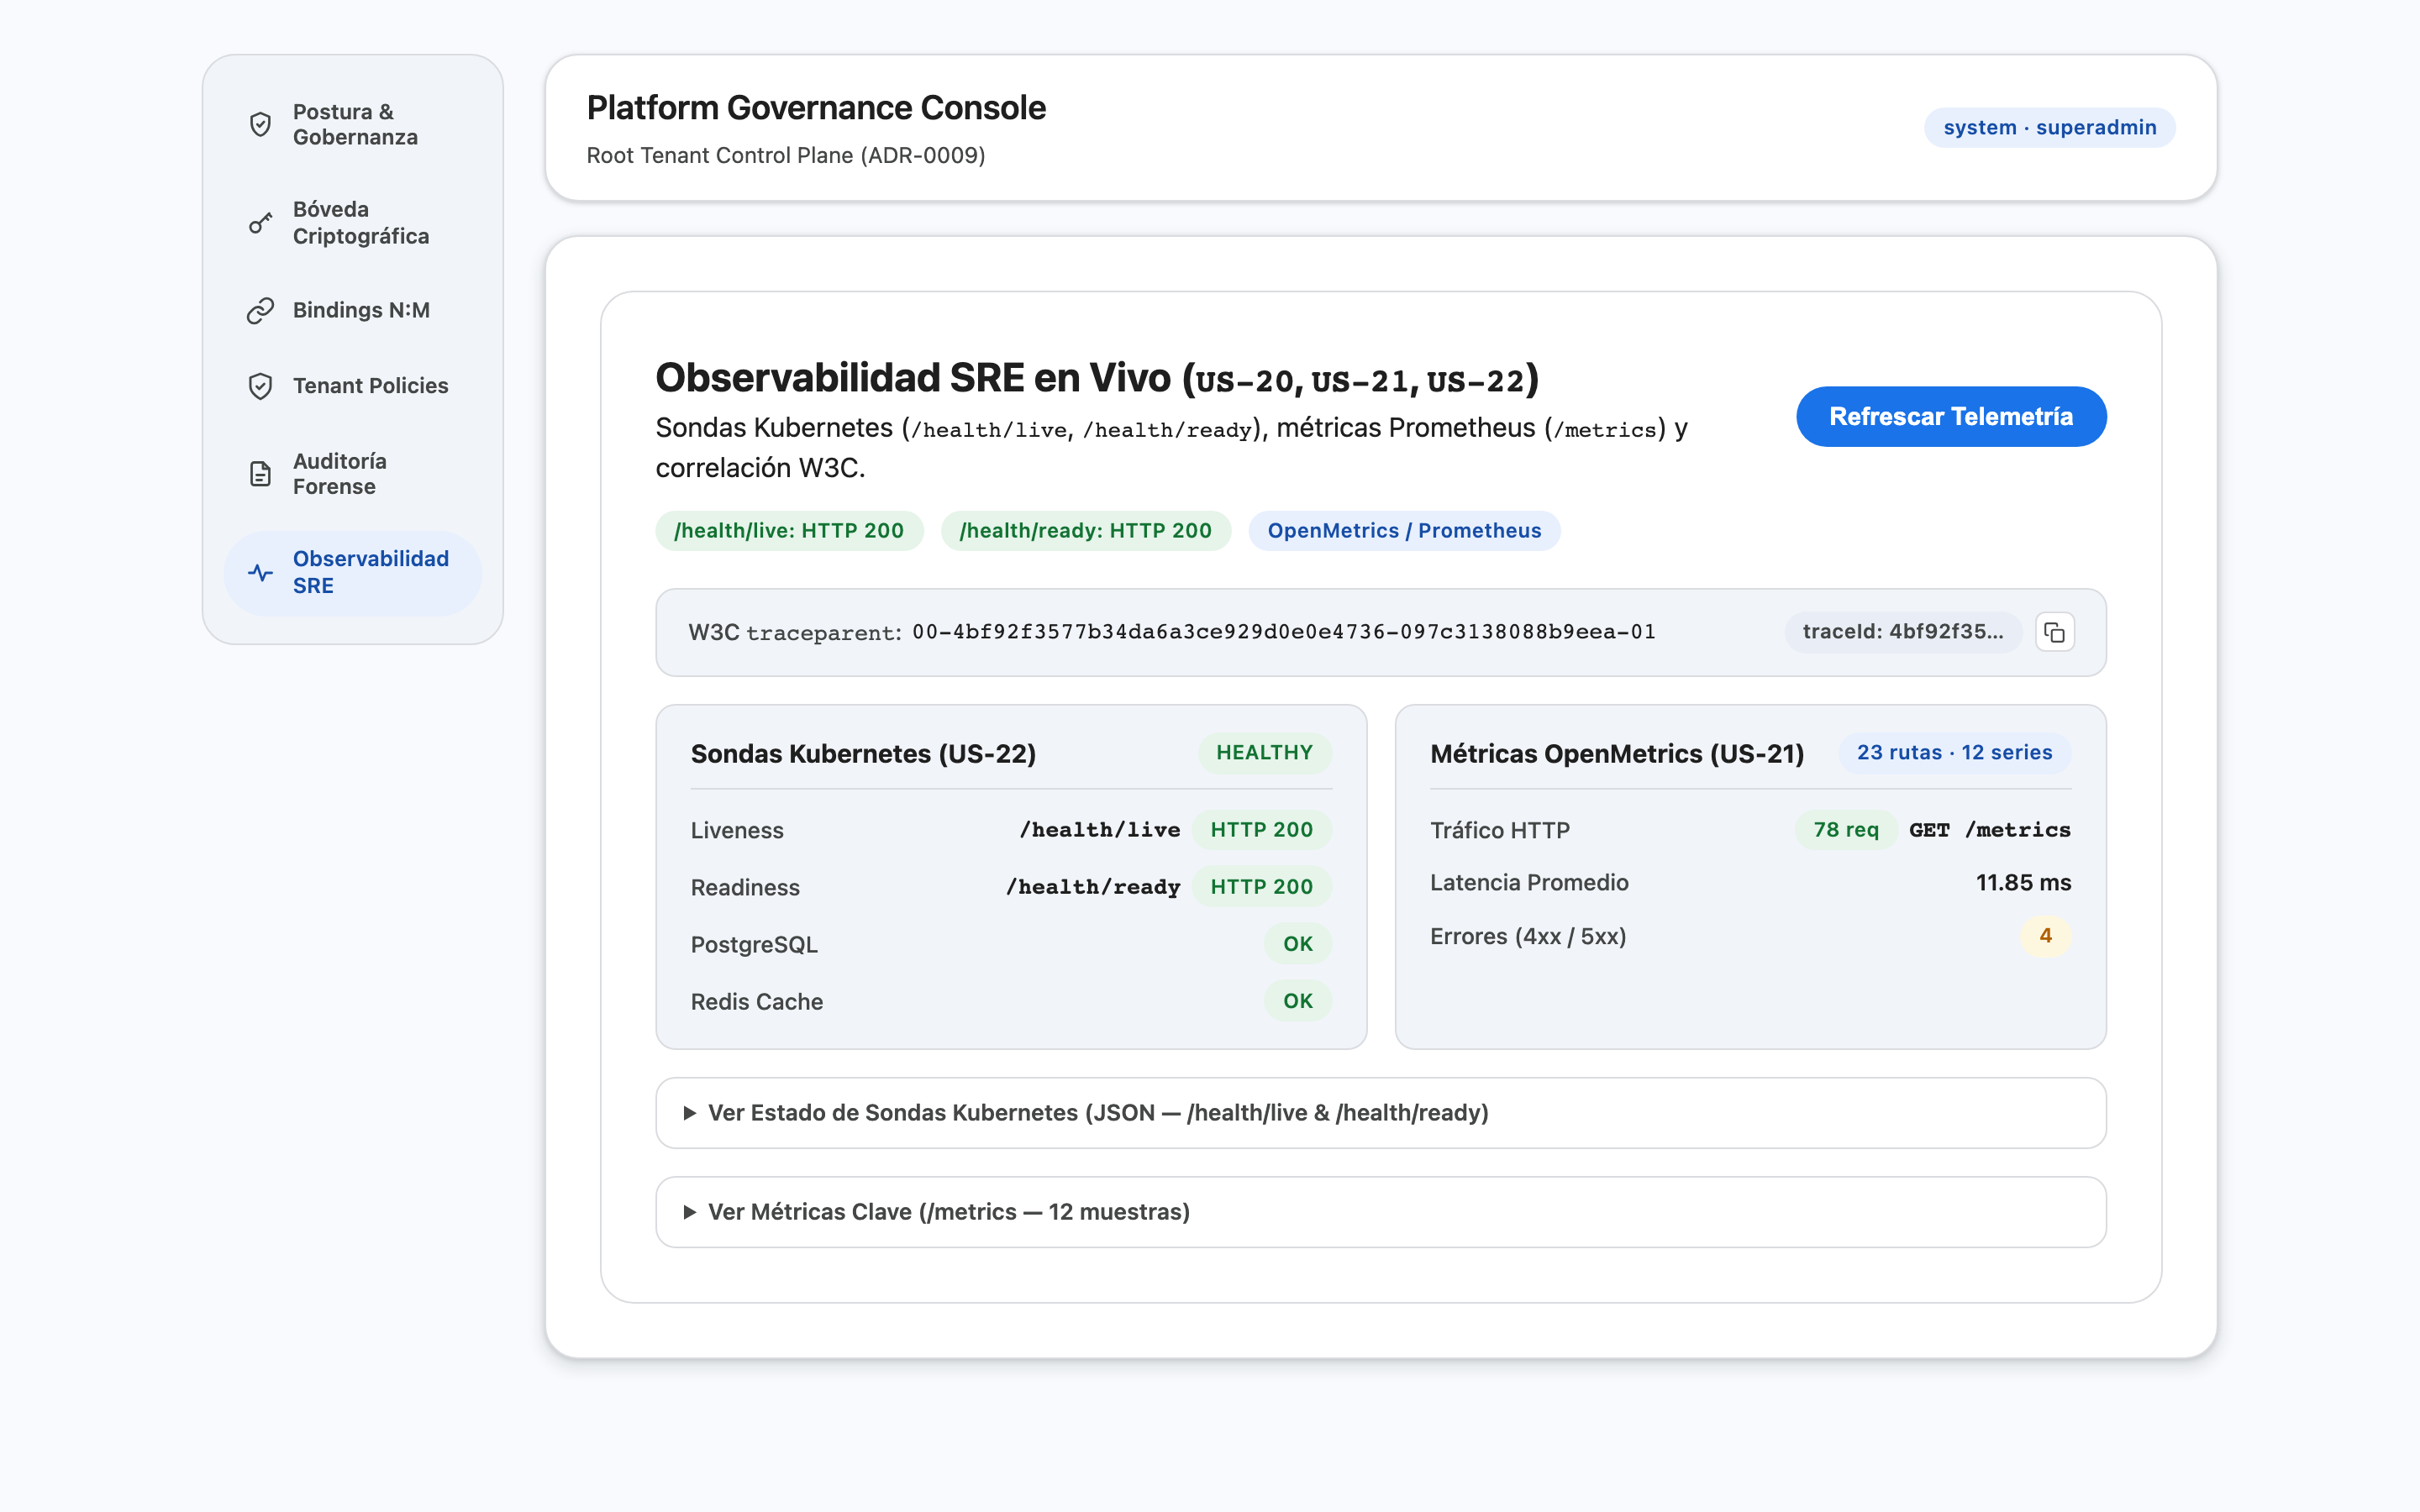 Postura &
Gobernanza
Bóveda
Criptográfica
Bindings N:M
Tenant Policies
Auditoría
Forense
Observabilidad
SRE
Platform Governance Console
Root Tenant Control Plane (ADR-0009)
system · superadmin
Observabilidad SRE en Vivo (US-20, US-21, US-22)
Sondas Kubernetes (/health/live, /health/ready), métricas Prometheus (/metrics) y
correlación W3C.
Refrescar Telemetría
/health/live: HTTP 200
/health/ready: HTTP 200
OpenMetrics / Prometheus
W3C traceparent: 00-4bf92f3577b34da6a3ce929d0e0e4736-097c3138088b9eea-01
traceId: 4bf92f35...
Sondas Kubernetes (US-22)
HEALTHY
Liveness
/health/live HTTP 200
Readiness
/health/ready HTTP 200
PostgreSQL
OK
Redis Cache
OK
Métricas OpenMetrics (US-21)
23 rutas · 12 series
Tráfico HTTP
78 req GET /metrics
Latencia Promedio
11.85 ms
Errores (4xx / 5xx)
4
Ver Estado de Sondas Kubernetes (JSON — /health/live & /health/ready)
Ver Métricas Clave (/metrics — 12 muestras)